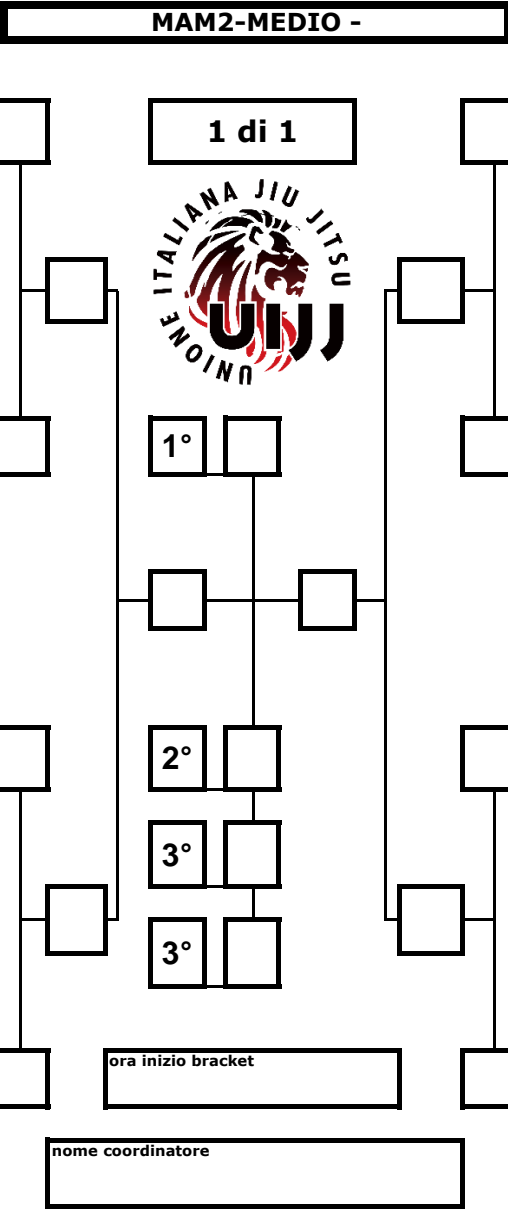 MAM2-MEDIO -
1 di 1
UNIONE ITALIANA JIU JITSU
UIJJ
1°
2°
3°
3°
ora inizio bracket
nome coordinatore